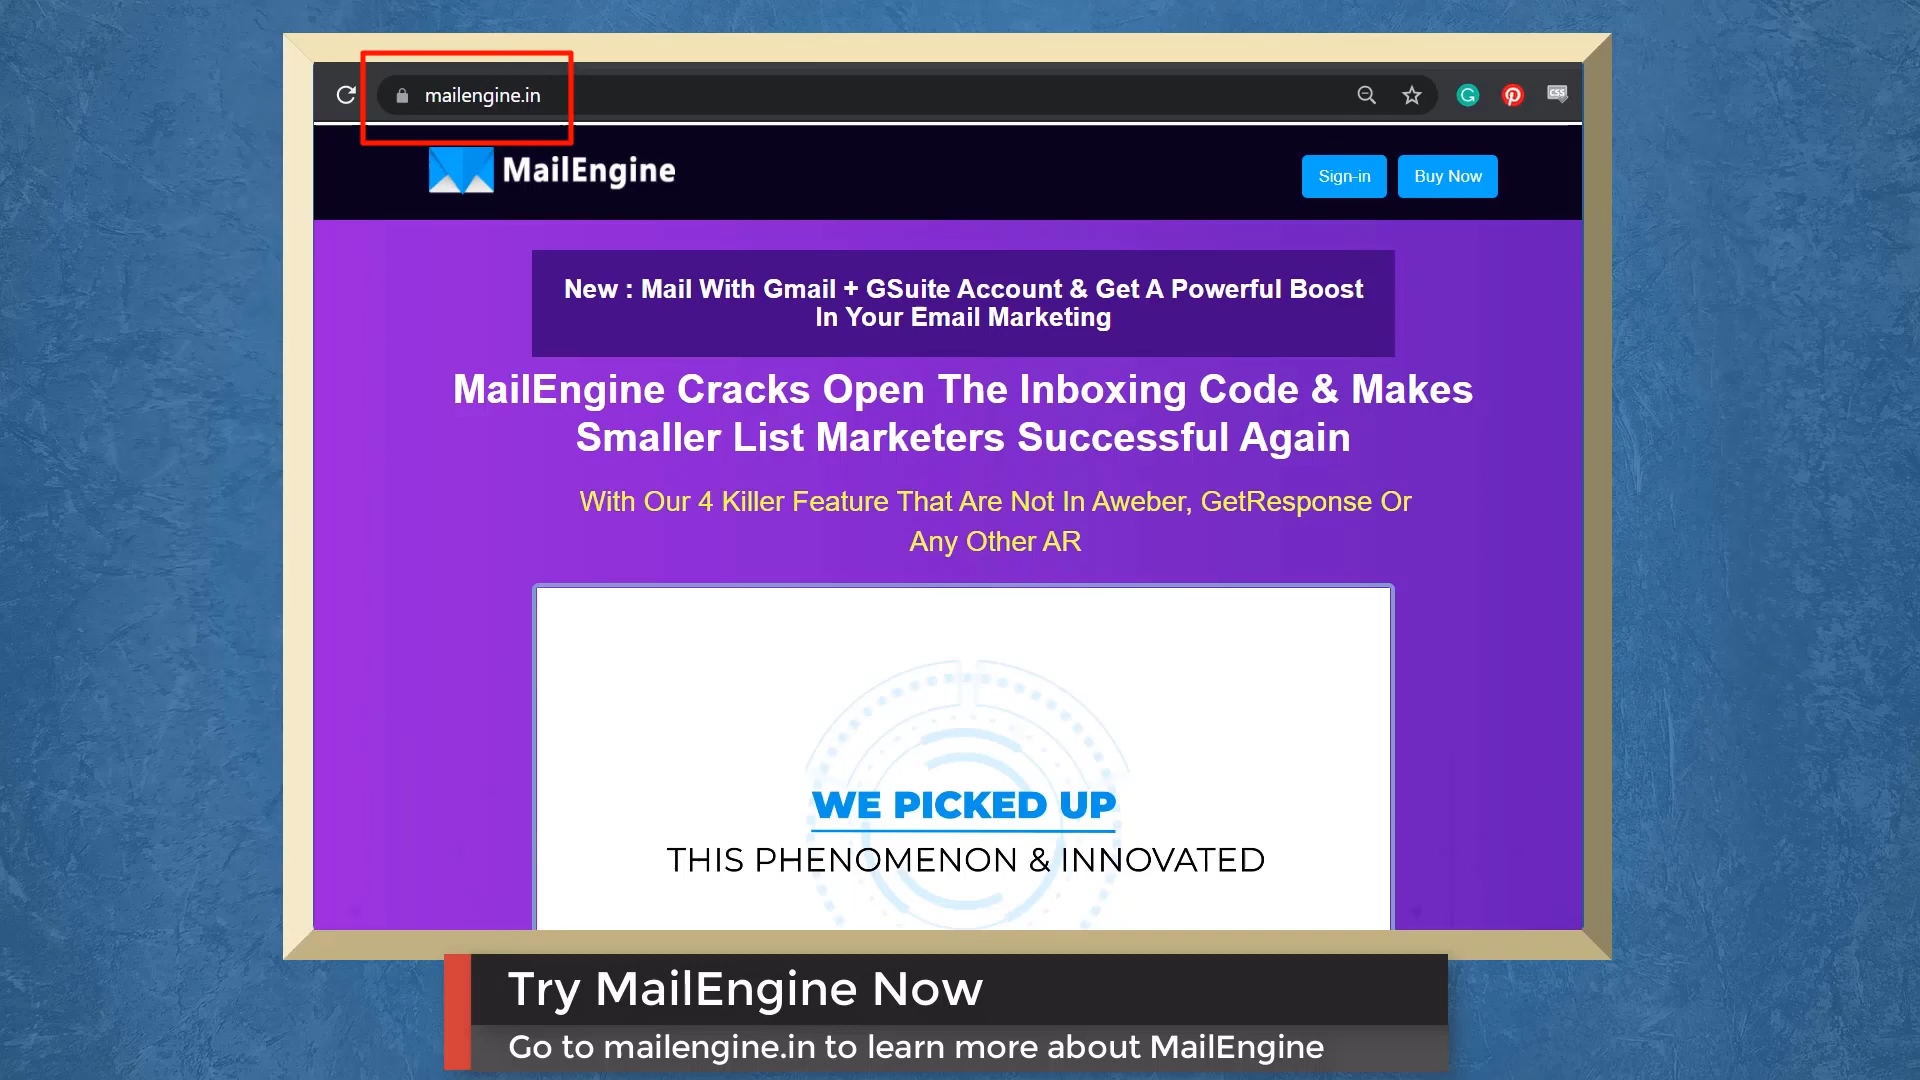 mailengine.in
CSS
MailEngine
Sign-in
Buy Now
New : Mail With Gmail + GSuite Account & Get A Powerful Boost
In Your Email Marketing
MailEngine Cracks Open The Inboxing Code & Makes
Smaller List Marketers Successful Again
With Our 4 Killer Feature That Are Not In Aweber, GetResponse Or
Any Other AR
WE PICKED UP
THIS PHENOMENON & INNOVATED
Try MailEngine Now
Go to mailengine.in to learn more about MailEngine